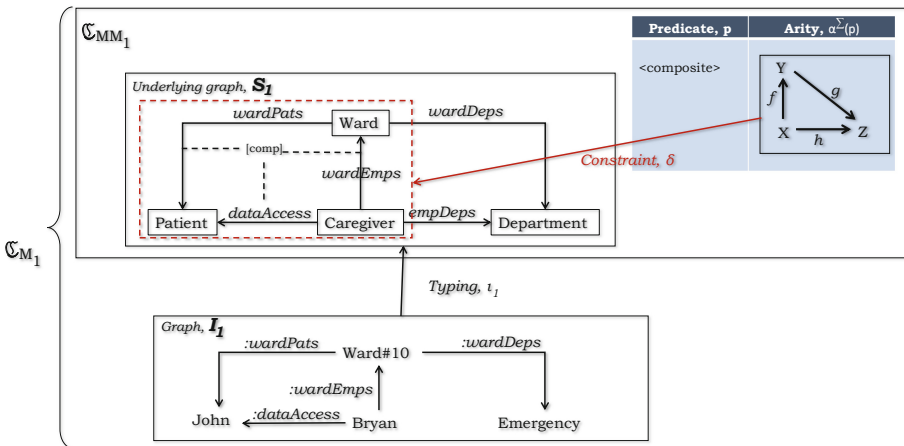 ℭMM₁
Predicate, p
Arity, αΣ(p)
<composite>
Y
f
g
X
h
Z
Underlying graph, S₁
wardPats
Ward
wardDeps
[comp]
wardEmps
Constraint, δ
Patient
dataAccess
Caregiver
empDeps
Department
ℭM₁
Typing, ι₁
Graph, I₁
:wardPats
Ward#10
:wardDeps
:wardEmps
John
:dataAccess
Bryan
Emergency